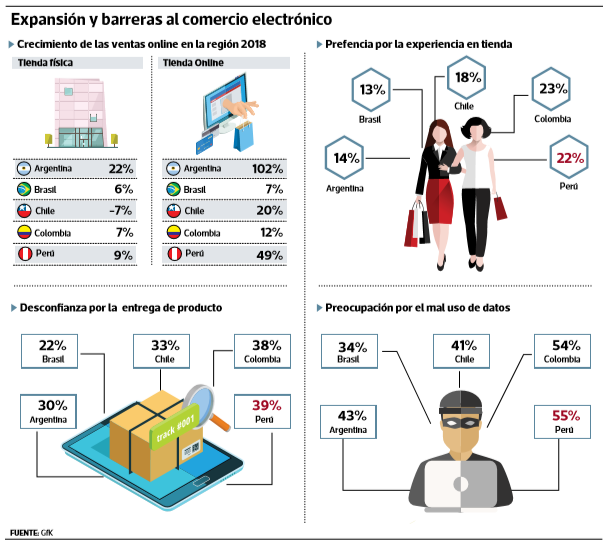 Expansión y barreras al comercio electrónico
Crecimiento de las ventas online en la región 2018
Tienda física
Tienda Online
Argentina 22%
Brasil 6%
Chile –7%
Colombia 7%
Perú 9%
Argentina 102%
Brasil 7%
Chile 20%
Colombia 12%
Perú 49%
Prefencia por la experiencia en tienda
13%
Brasil
18%
Chile
23%
Colombia
14%
Argentina
22%
Perú
Desconfianza por la entrega de producto
22%
Brasil
33%
Chile
38%
Colombia
30%
Argentina
39%
Perú
track #001
Preocupación por el mal uso de datos
34%
Brasil
41%
Chile
54%
Colombia
43%
Argentina
55%
Perú
FUENTE: GfK